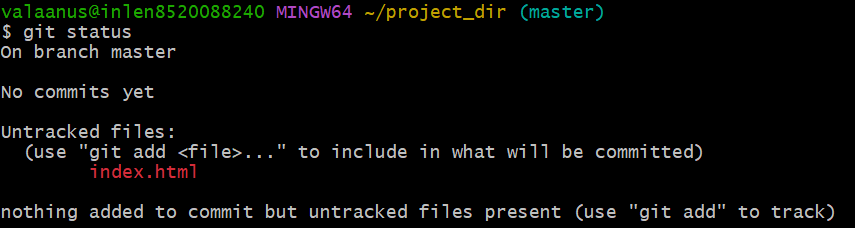 valaanus@inlen8520088240 MINGW64 ~/project_dir (master)
$ git status
On branch master
No commits yet
Untracked files:
(use "git add <file>..." to include in what will be committed)
index.html
nothing added to commit but untracked files present (use "git add" to track)